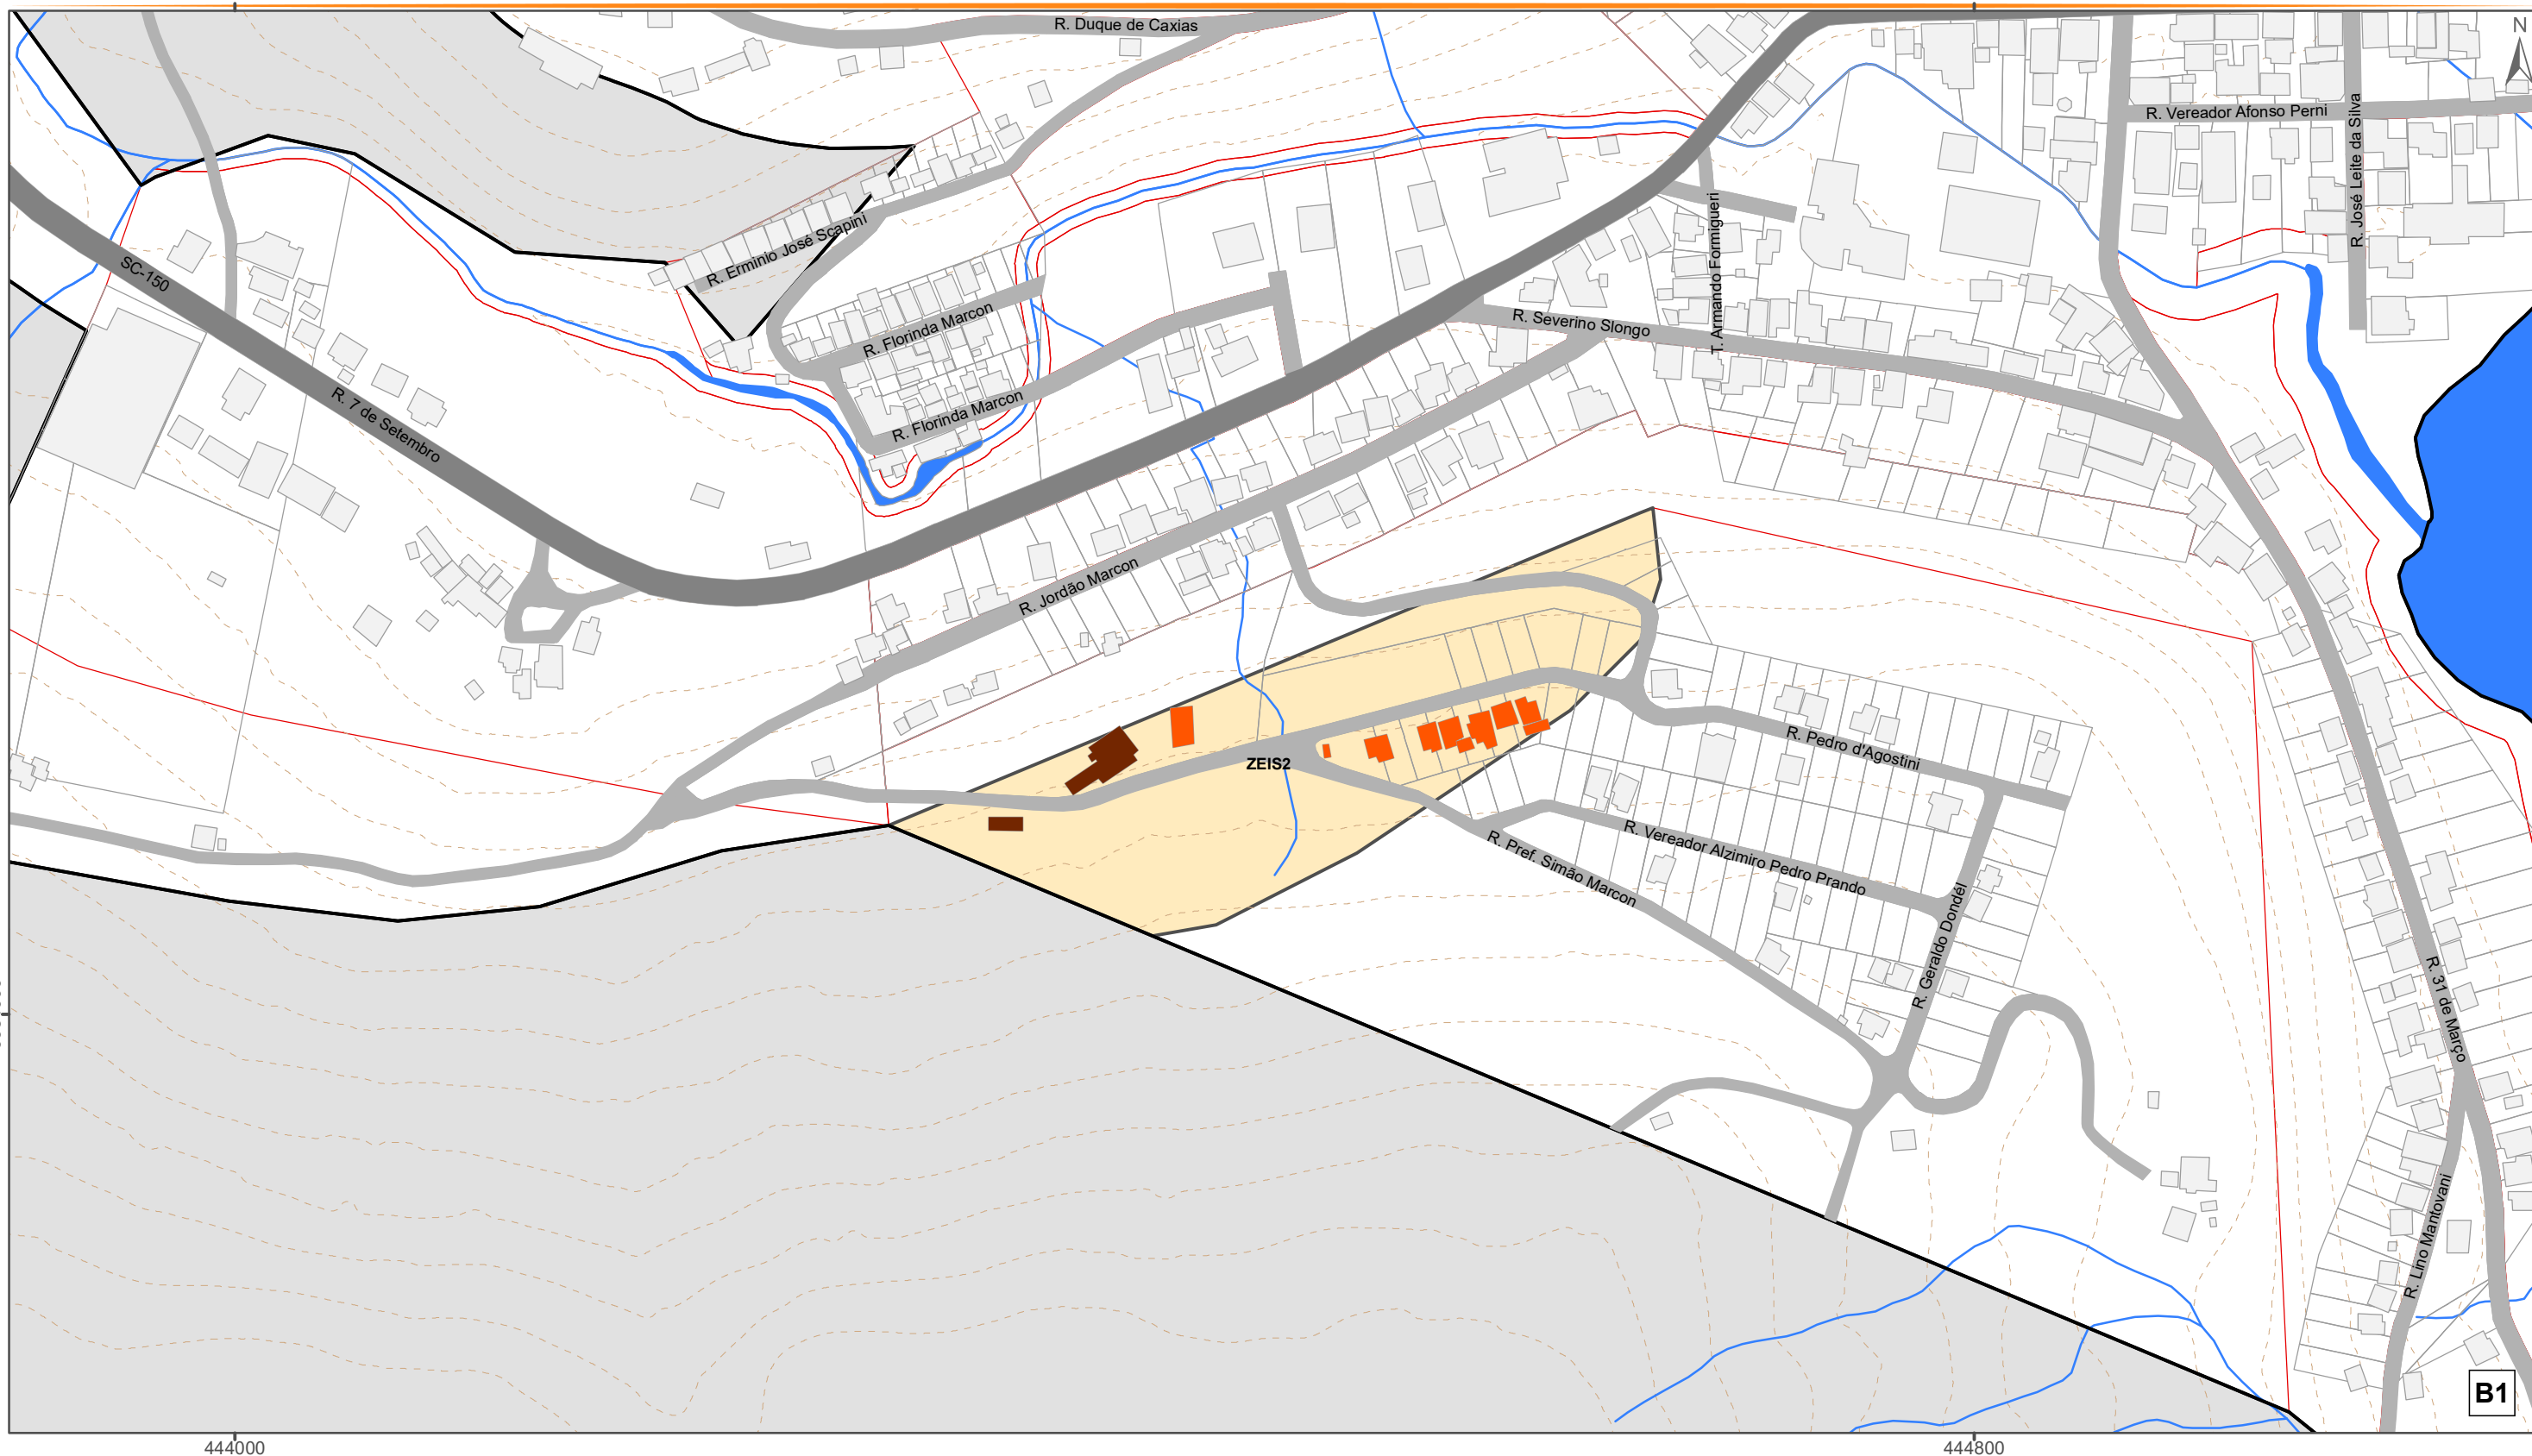 R. Duque de Caxias
N
R. Vereador Afonso Perni
R. José Leite da Silva
T. Armando Formigueri
R. Erminio José Scapini
SC-150
R. Florinda Marcon
R. Severino Slongo
R. 7 de Setembro
R. Florinda Marcon
R. Jordão Marcon
R. Pedro d'Agostini
ZEIS2
R. Vereador Alzimiro Pedro Prando
R. Pref. Simão Marcon
R. Geraldo Dondél
R. 31 de Março
R. Lino Mantovani
B1
444000
444800